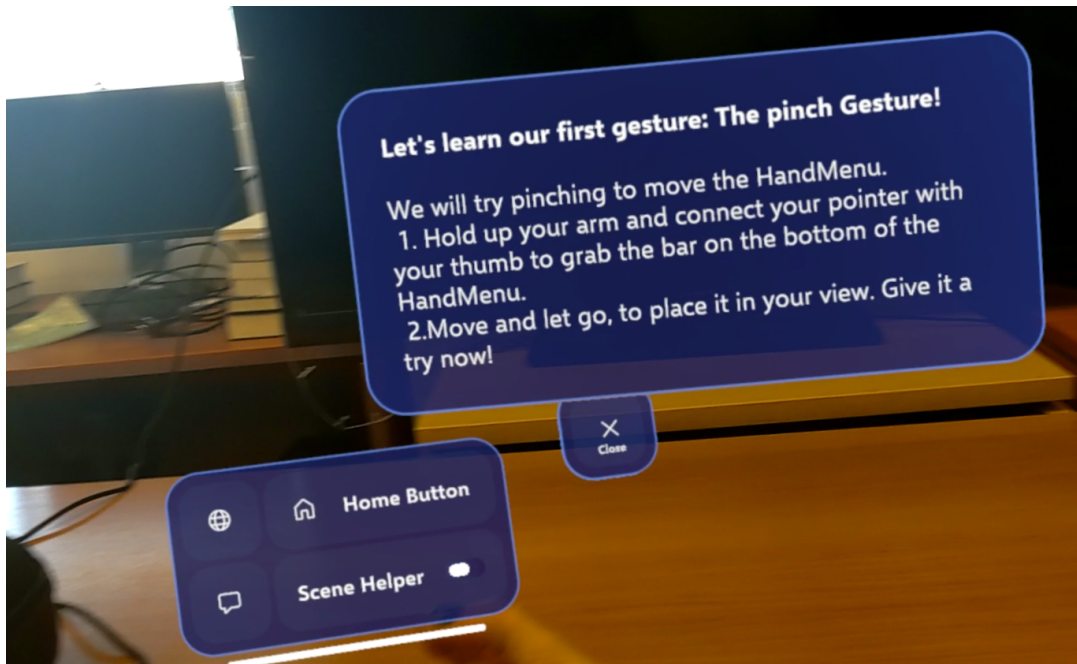 Let's learn our first gesture: The pinch Gesture!
We will try pinching to move the HandMenu.
1. Hold up your arm and connect your pointer with
your thumb to grab the bar on the bottom of the
HandMenu.
2.Move and let go, to place it in your view. Give it a
try now!
Close
Home Button
Scene Helper